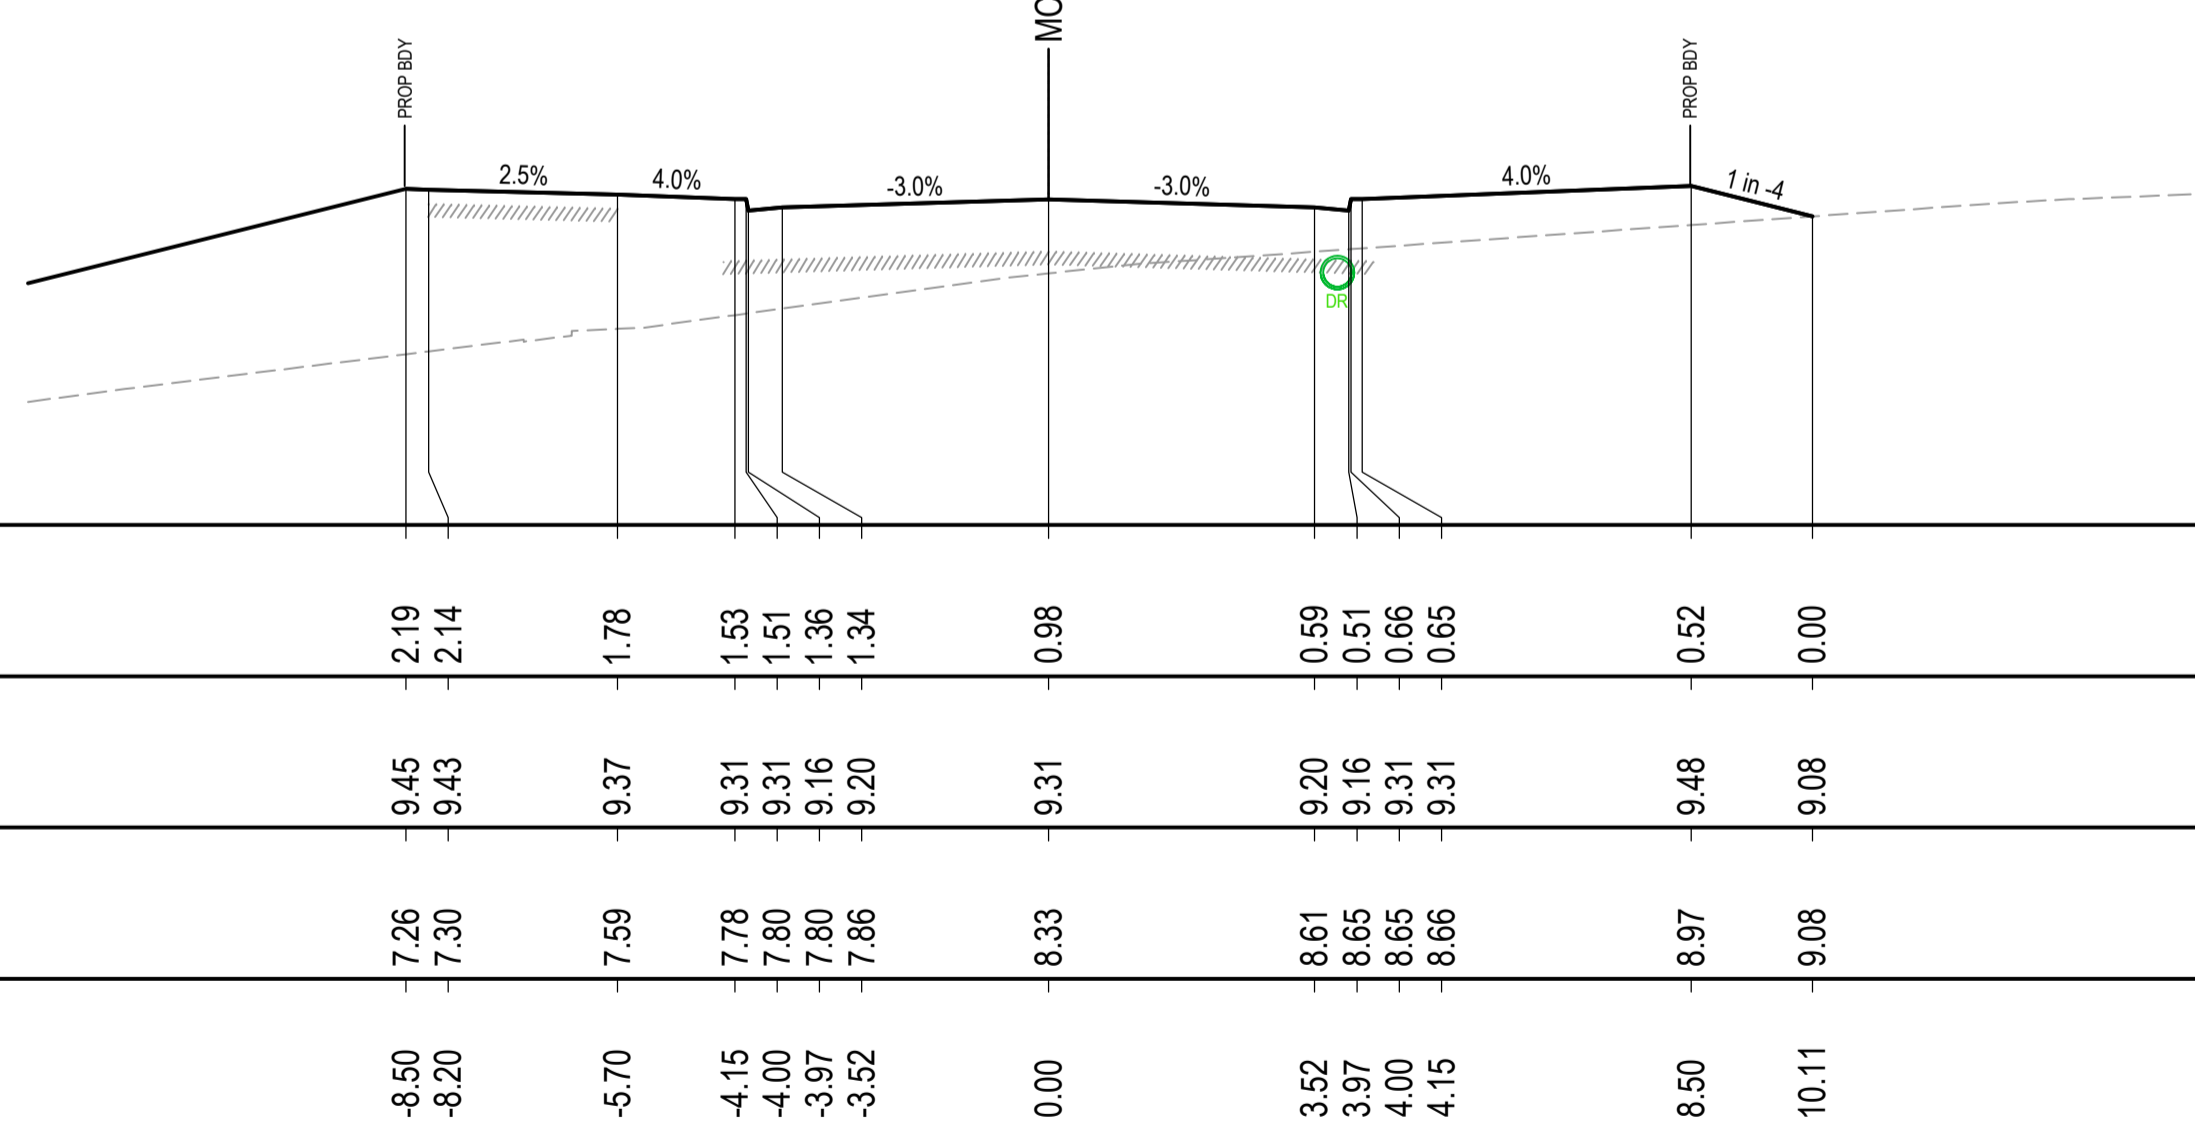 MC
PROP BDY
PROP BDY
2.5%
4.0%
-3.0%
-3.0%
4.0%
1 in -4
DR
2.19 2.14 1.78 1.53 1.51 1.36 1.34 0.98 0.59 0.51 0.66 0.65 0.52 0.00
9.45 9.43 9.37 9.31 9.31 9.16 9.20 9.31 9.20 9.16 9.31 9.31 9.48 9.08
7.26 7.30 7.59 7.78 7.80 7.80 7.86 8.33 8.61 8.65 8.65 8.66 8.97 9.08
-8.50 -8.20 -5.70 -4.15 -4.00 -3.97 -3.52 0.00 3.52 3.97 4.00 4.15 8.50 10.11